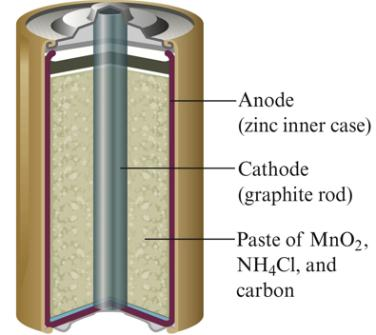 Anode
(zinc inner case)
Cathode
(graphite rod)
Paste of MnO₂,
NH₄Cl, and
carbon